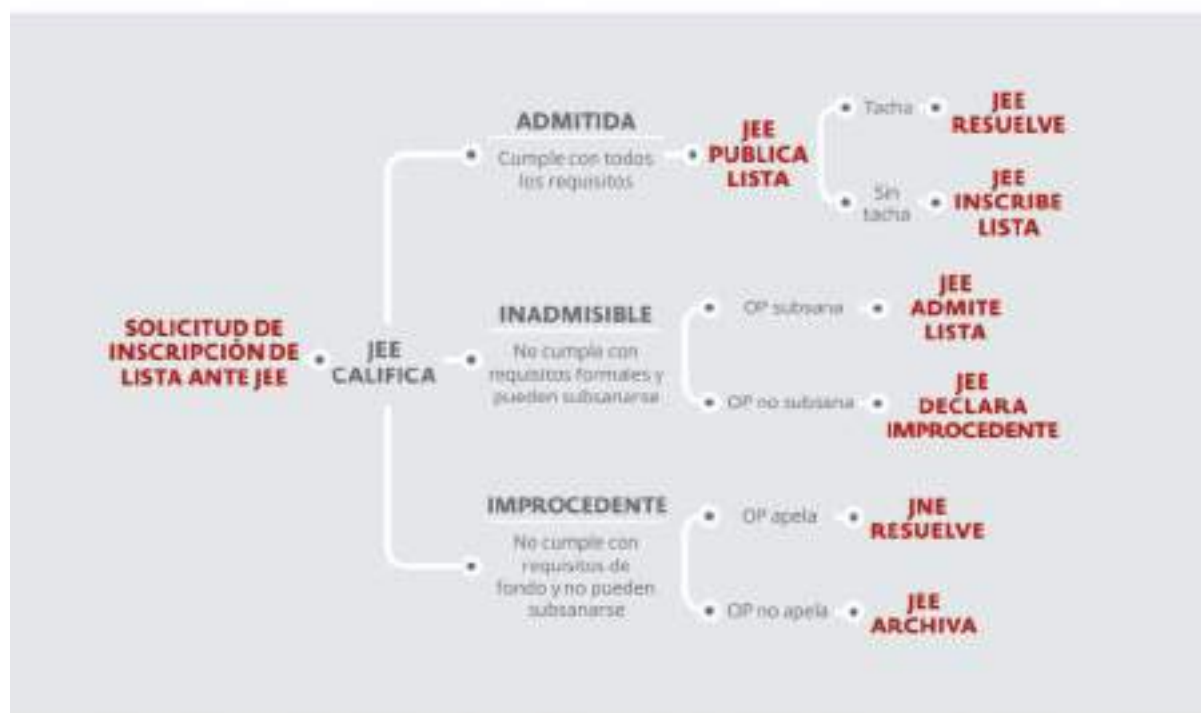 SOLICITUD DE
INSCRIPCIÓN DE
LISTA ANTE JEE
JEE
CALIFICA
ADMITIDA
Cumple con todos
los requisitos
JEE
PUBLICA
LISTA
Tacha
JEE
RESUELVE
Sin
tacha
JEE
INSCRIBE
LISTA
INADMISIBLE
No cumple con
requisitos formales y
pueden subsanarse
OP subsana
JEE
ADMITE
LISTA
OP no subsana
JEE
DECLARA
IMPROCEDENTE
IMPROCEDENTE
No cumple con
requisitos de
fondo y no pueden
subsanarse
OP apela
JNE
RESUELVE
OP no apela
JEE
ARCHIVA